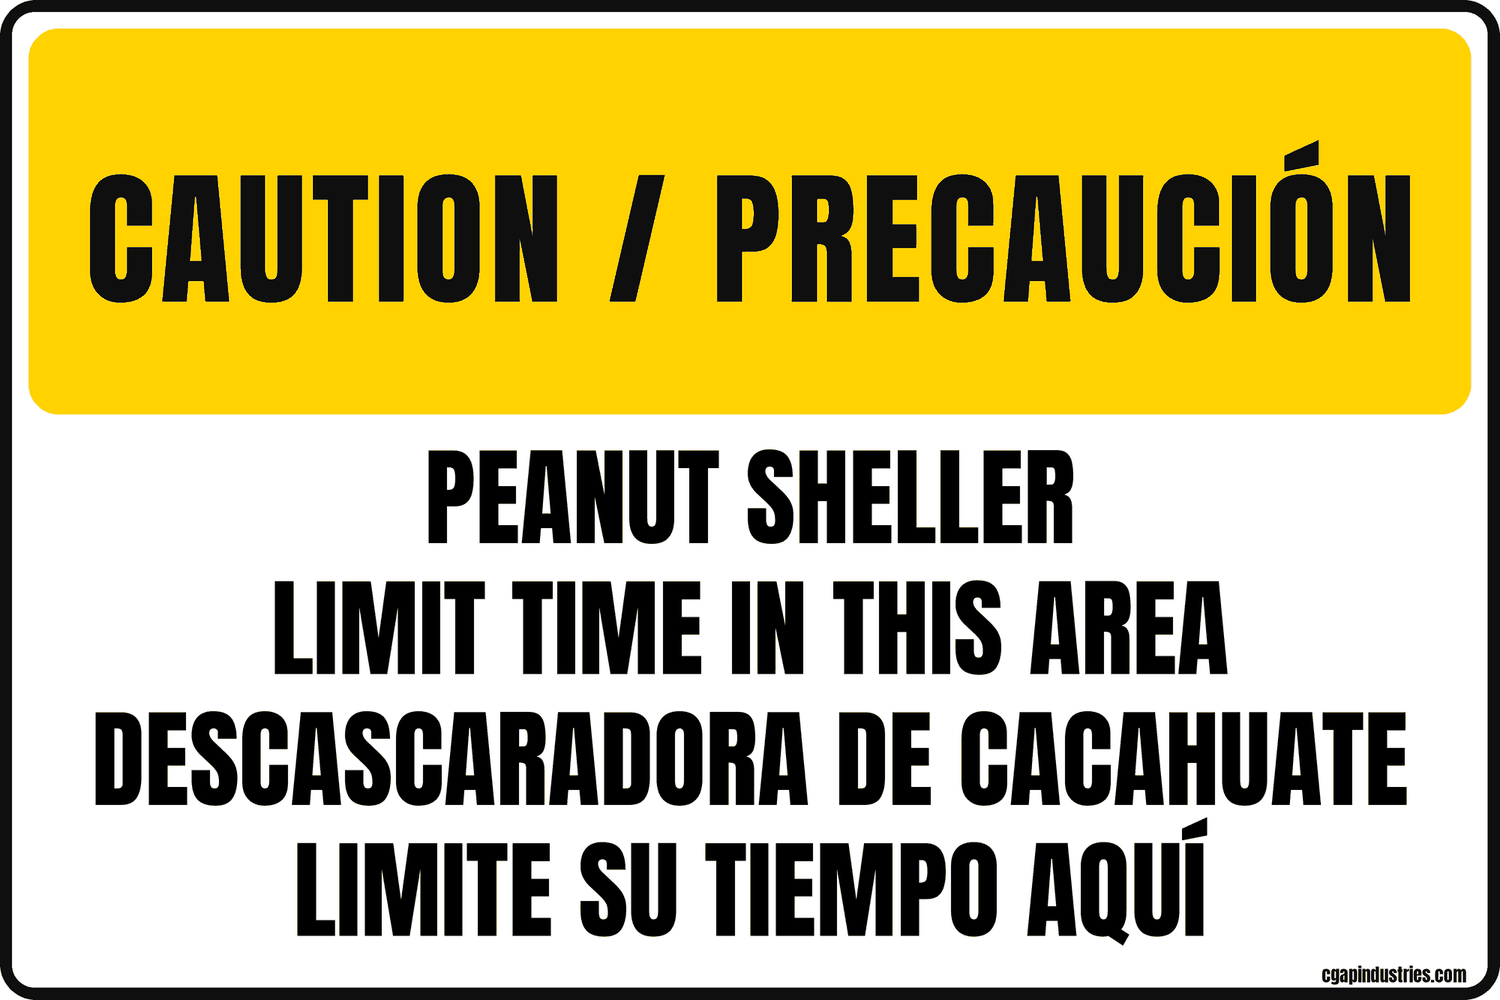 CAUTION / PRECAUCIÓN
PEANUT SHELLER
LIMIT TIME IN THIS AREA
DESCASCARADORA DE CACAHUATE
LIMITE SU TIEMPO AQUÍ
cgapindustries.com